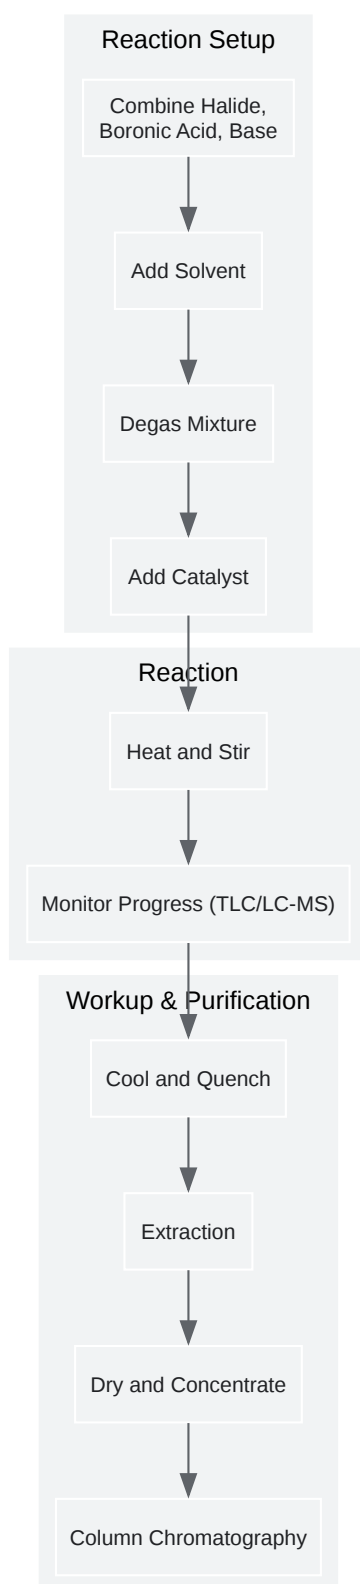 Reaction Setup
Combine Halide,
Boronic Acid, Base
Add Solvent
Degas Mixture
Add Catalyst
Reaction
Heat and Stir
Monitor Progress (TLC/LC-MS)
Workup & Purification
Cool and Quench
Extraction
Dry and Concentrate
Column Chromatography